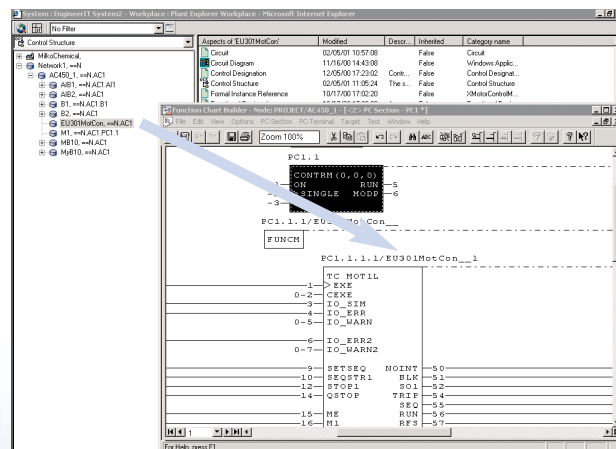 System : EngineerIT System2 - Workplace : Plant Explorer Workplace - Microsoft Internet Explorer
No Filter
Control Structure
MilkoChemical,
Network1, ==N
AC450_1, ==N.AC1
AIB1, ==N.AC1.AI1
AIB2, ==N.AC1
B1, ==N.AC1.B1
B2, ==N.AC1
EU301MotCon, ==N.AC1
M1, ==N.AC1.PC1.1
MB10, ==N.AC1
MyB10, ==N.AC1
Aspects of 'EU301MotCon' Modified Descr... Inherited Category name
Circuit 02/05/01 10:57:08 False Circuit
Circuit Diagram 11/16/00 14:43:08 False Windows Applic...
Control Designation 12/05/00 17:23:02 Contr... False Control Designat...
Control Structure 02/05/01 11:05:24 The s... False Control Structure
Formal Instance Reference 10/17/00 17:02:20 False XMotorControlM...
Function Chart Builder - Node: PROJECT/AC450_1 - [<2> PC Section - PC1 *]
File Edit View Options PC-Section PC-Terminal Target Test Window Help
Zoom 100%
PC1.1
CONTRM(0,0,0)
ON RUN 5
2 >SINGLE MODP 6
3
PC1.1.1/EU301MotCon__
FUNCM
PC1.1.1.1/EU301MotCon__1
TC MOT1L
1 >EXE
0-2 CEXE
3 IO_SIM
4 IO_ERR
0-5 IO_WARN
6 IO_ERR2
0-7 IO_WARN2
9 SETSEQ NOINT 50
10 SEQSTR1 BLK 51
12 STOP1 SO1 52
14 QSTOP TRIP 54
SEQ 55
15 ME RUN 56
16 M1 RFS 57
1
For Help, press F1